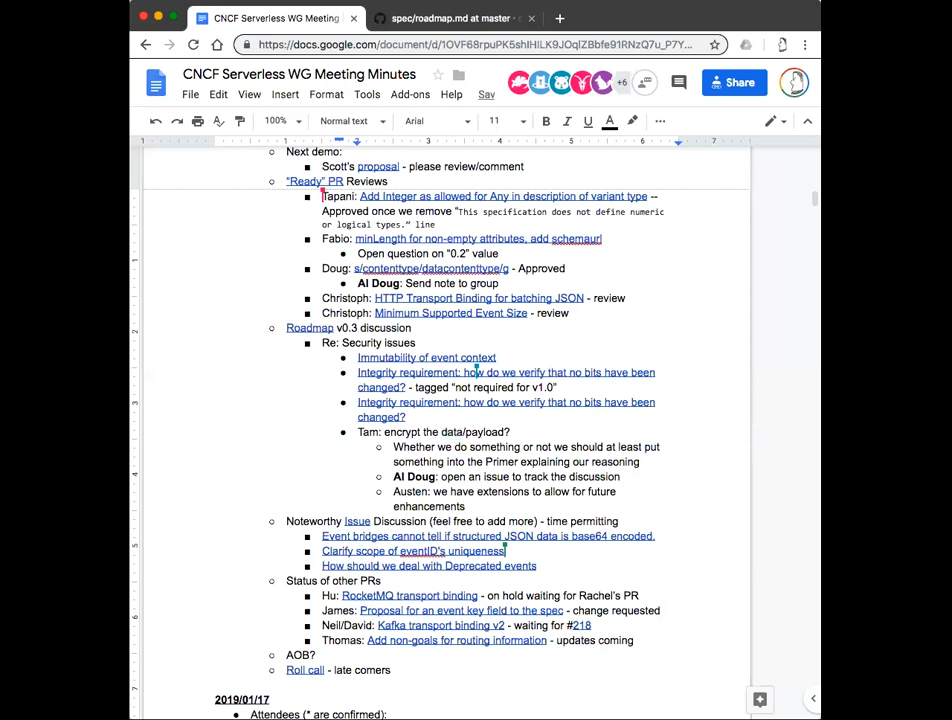 CNCF Serverless WG Meeting
spec/roadmap.md at master ·
https://docs.google.com/document/d/1OVF68rpuPK5shIHILK9JOqIZBbfe91RNzQ7u_P7Y...
CNCF Serverless WG Meeting Minutes
File Edit View Insert Format Tools Add-ons Help Sav
+6
Share
100% Normal text Arial 11 B I U A
1 1 2 3 4 5 6 7
Next demo:
Scott's proposal - please review/comment
"Ready" PR Reviews
Tapani: Add Integer as allowed for Any in description of variant type --
Approved once we remove "This specification does not define numeric
or logical types." line
Fabio: minLength for non-empty attributes, add schemaurl
Open question on "0.2" value
Doug: s/contenttype/datacontenttype/g - Approved
AI Doug: Send note to group
Christoph: HTTP Transport Binding for batching JSON - review
Christoph: Minimum Supported Event Size - review
Roadmap v0.3 discussion
Re: Security issues
Immutability of event context
Integrity requirement: how do we verify that no bits have been
changed? - tagged "not required for v1.0"
Integrity requirement: how do we verify that no bits have been
changed?
Tam: encrypt the data/payload?
Whether we do something or not we should at least put
something into the Primer explaining our reasoning
AI Doug: open an issue to track the discussion
Austen: we have extensions to allow for future
enhancements
Noteworthy Issue Discussion (feel free to add more) - time permitting
Event bridges cannot tell if structured JSON data is base64 encoded.
Clarify scope of eventID's uniqueness
How should we deal with Deprecated events
Status of other PRs
Hu: RocketMQ transport binding - on hold waiting for Rachel's PR
James: Proposal for an event key field to the spec - change requested
Neil/David: Kafka transport binding v2 - waiting for #218
Thomas: Add non-goals for routing information - updates coming
AOB?
Roll call - late comers
2019/01/17
Attendees (* are confirmed):